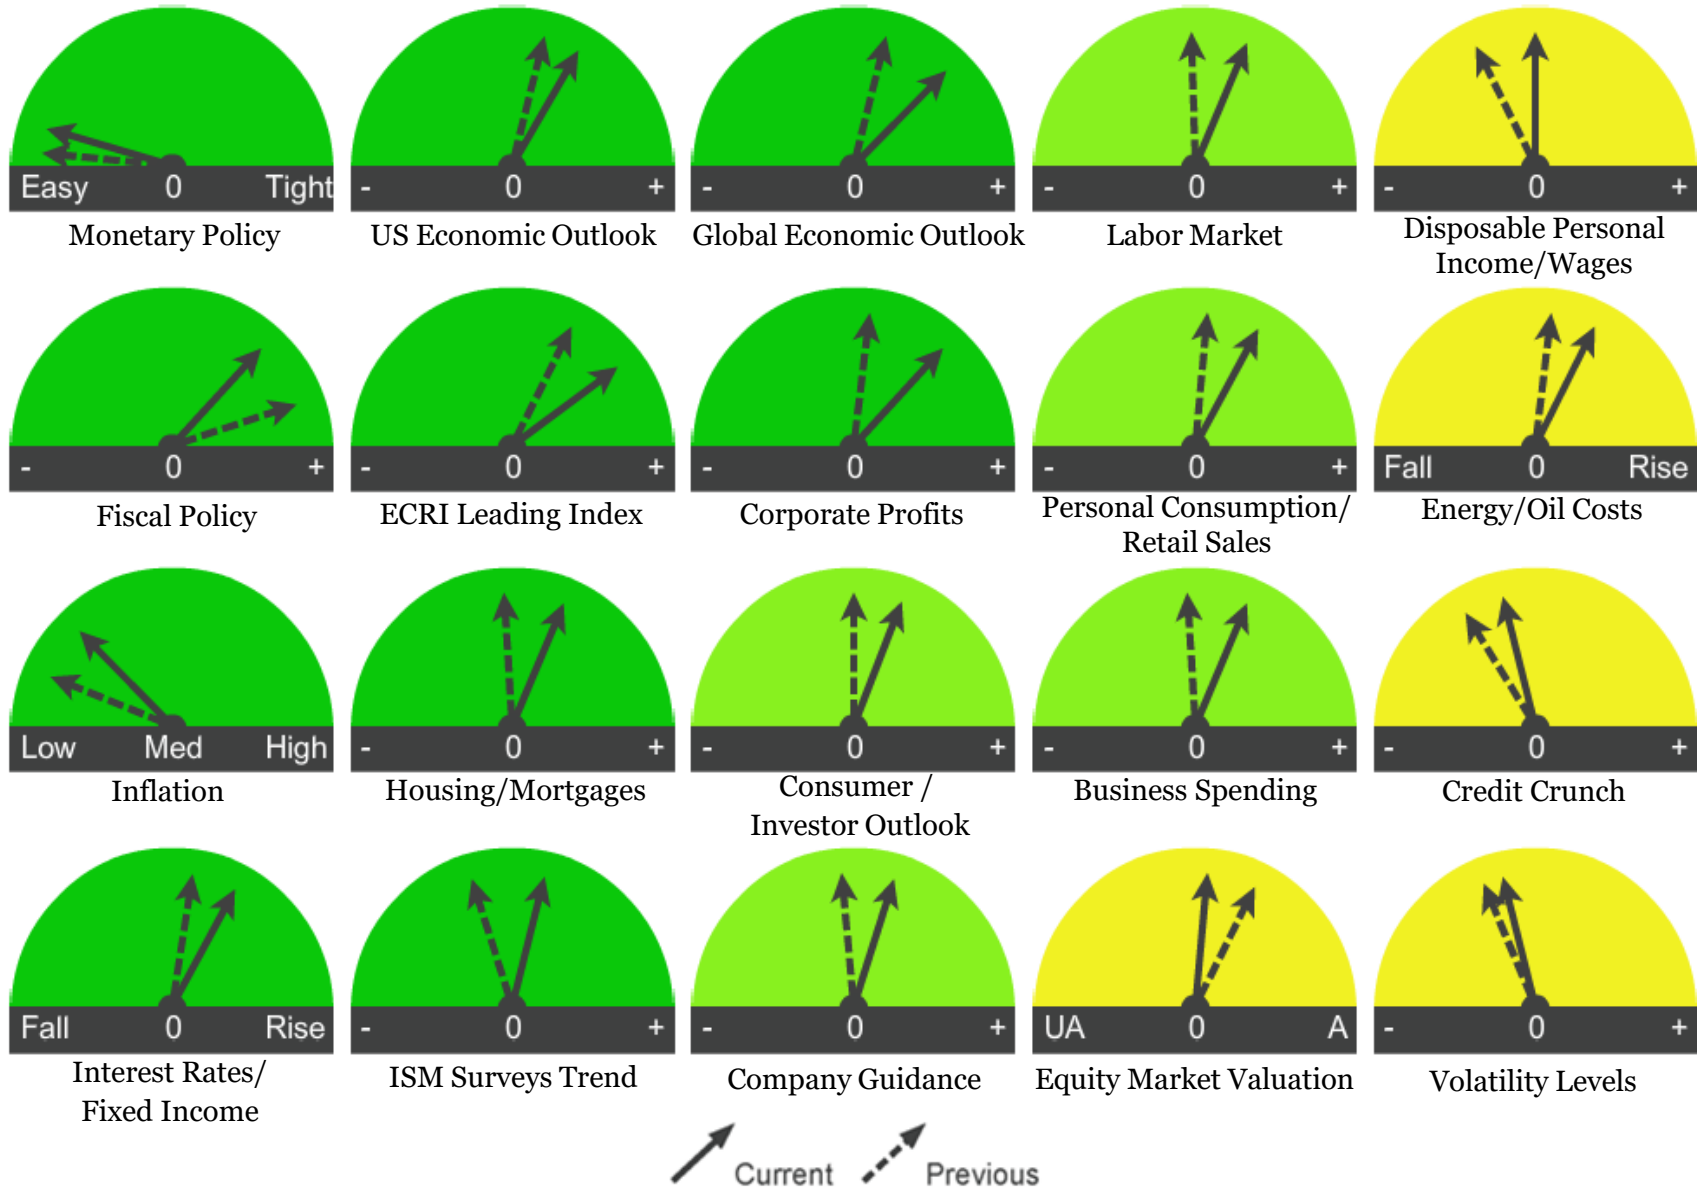 Easy 0 Tight
Monetary Policy
- 0 +
US Economic Outlook
- 0 +
Global Economic Outlook
- 0 +
Labor Market
- 0 +
Disposable Personal
Income/Wages
- 0 +
Fiscal Policy
- 0 +
ECRI Leading Index
- 0 +
Corporate Profits
- 0 +
Personal Consumption/
Retail Sales
Fall 0 Rise
Energy/Oil Costs
Low Med High
Inflation
- 0 +
Housing/Mortgages
- 0 +
Consumer /
Investor Outlook
- 0 +
Business Spending
- 0 +
Credit Crunch
Fall 0 Rise
Interest Rates/
Fixed Income
- 0 +
ISM Surveys Trend
- 0 +
Company Guidance
UA 0 A
Equity Market Valuation
- 0 +
Volatility Levels
Current Previous